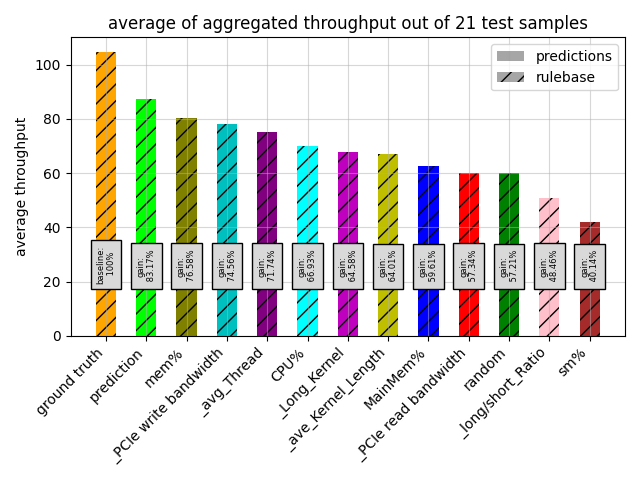 average of aggregated throughput out of 21 test samples
predictions
rulebase
average throughput
100
80
60
40
20
0
baseline:
100%
gain:
83.17%
gain:
76.58%
gain:
74.56%
gain:
71.74%
gain:
66.93%
gain:
64.58%
gain:
64.01%
gain:
59.61%
gain:
57.34%
gain:
57.21%
gain:
48.46%
gain:
40.14%
ground truth
prediction
mem%
_PCIe write bandwidth
_avg_Thread
CPU%
_Long_Kernel
_ave_Kernel_Length
MainMem%
_PCIe read bandwidth
random
_long/short_Ratio
sm%